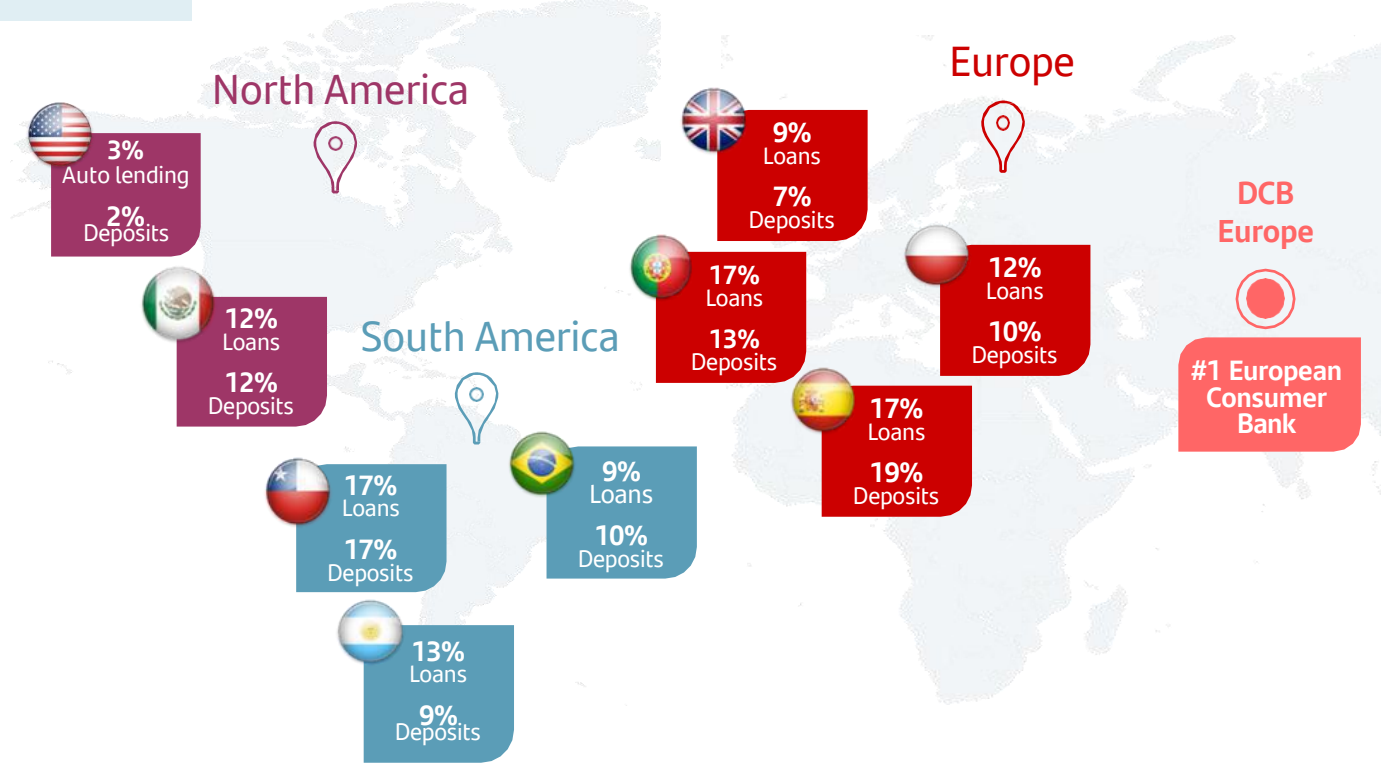 North America
3%
Auto lending
2%
Deposits
12%
Loans
12%
Deposits
South America
17%
Loans
17%
Deposits
9%
Loans
10%
Deposits
13%
Loans
9%
Deposits
Europe
9%
Loans
7%
Deposits
17%
Loans
13%
Deposits
12%
Loans
10%
Deposits
17%
Loans
19%
Deposits
DCB
Europe
#1 European
Consumer
Bank